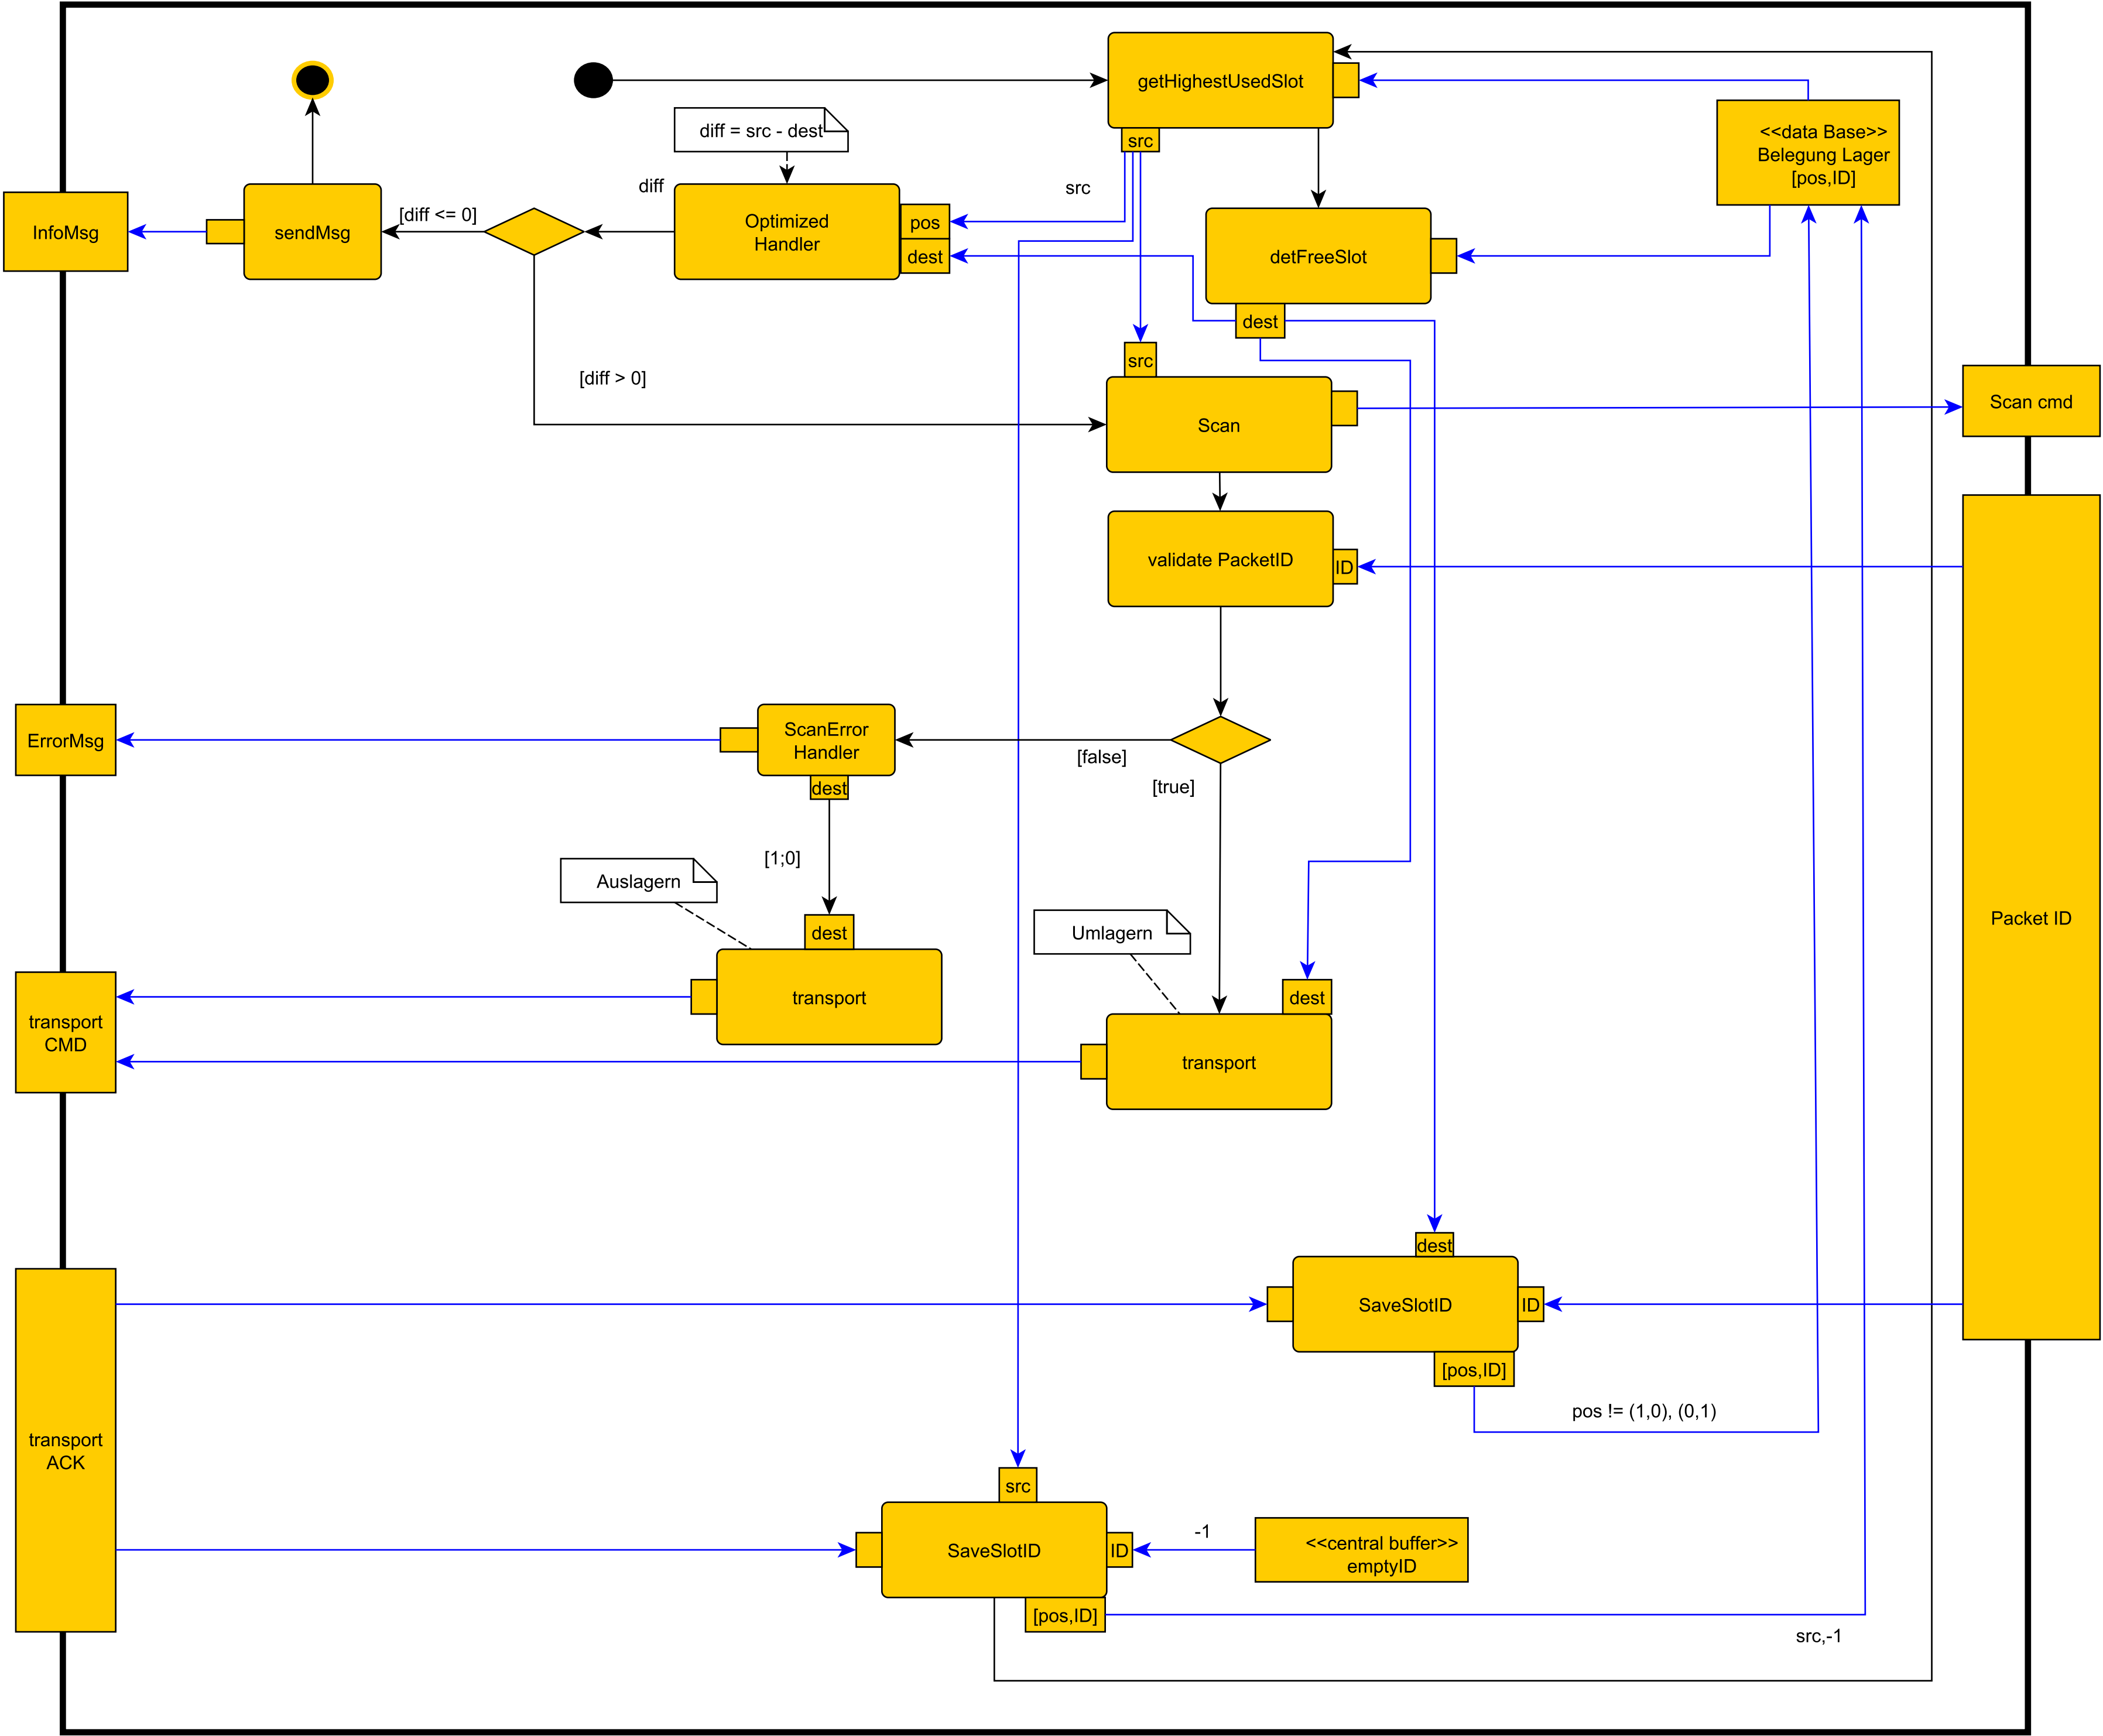 getHighestUsedSlot
src
<<data Base>>
Belegung Lager
[pos,ID]
diff = src - dest
diff
src
InfoMsg
sendMsg
[diff <= 0]
Optimized
Handler
pos
dest
detFreeSlot
dest
[diff > 0]
src
Scan
Scan cmd
validate PacketID
ID
ErrorMsg
ScanError
Handler
dest
[false]
[true]
[1;0]
Auslagern
dest
Umlagern
Packet ID
transport
CMD
transport
dest
transport
dest
SaveSlotID
ID
[pos,ID]
pos != (1,0), (0,1)
transport
ACK
src
SaveSlotID
ID
-1
<<central buffer>>
emptyID
[pos,ID]
src,-1